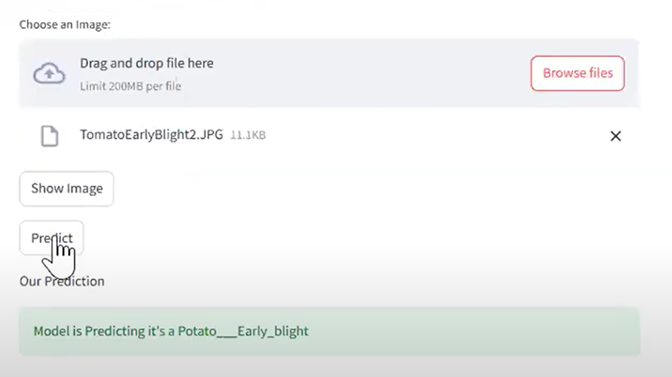 Choose an Image:
Drag and drop file here
Limit 200MB per file
Browse files
TomatoEarlyBlight2.JPG 11.1KB
Show Image
Predict
Our Prediction
Model is Predicting it's a Potato___Early_blight